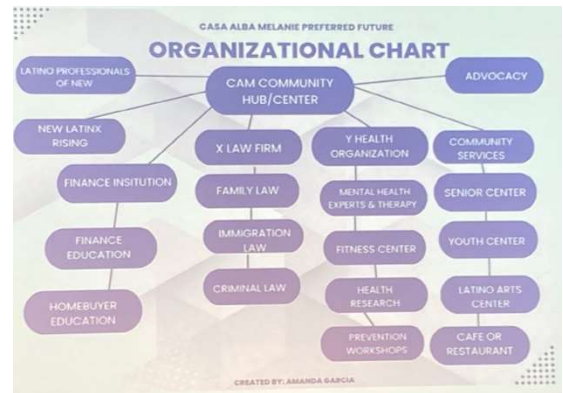 CASA ALBA MELANIE PREFERRED FUTURE
ORGANIZATIONAL CHART
LATINO PROFESSIONALS
OF NEW
CAM COMMUNITY
HUB/CENTER
ADVOCACY
NEW LATINX
RISING
X LAW FIRM
Y HEALTH
ORGANIZATION
COMMUNITY
SERVICES
FINANCE INSITUTION
FAMILY LAW
MENTAL HEALTH
EXPERTS & THERAPY
SENIOR CENTER
FINANCE
EDUCATION
IMMIGRATION
LAW
FITNESS CENTER
YOUTH CENTER
HOMEBUYER
EDUCATION
CRIMINAL LAW
HEALTH
RESEARCH
LATINO ARTS
CENTER
PREVENTION
WORKSHOPS
CAFE OR
RESTAURANT
CREATED BY: AMANDA GARCIA